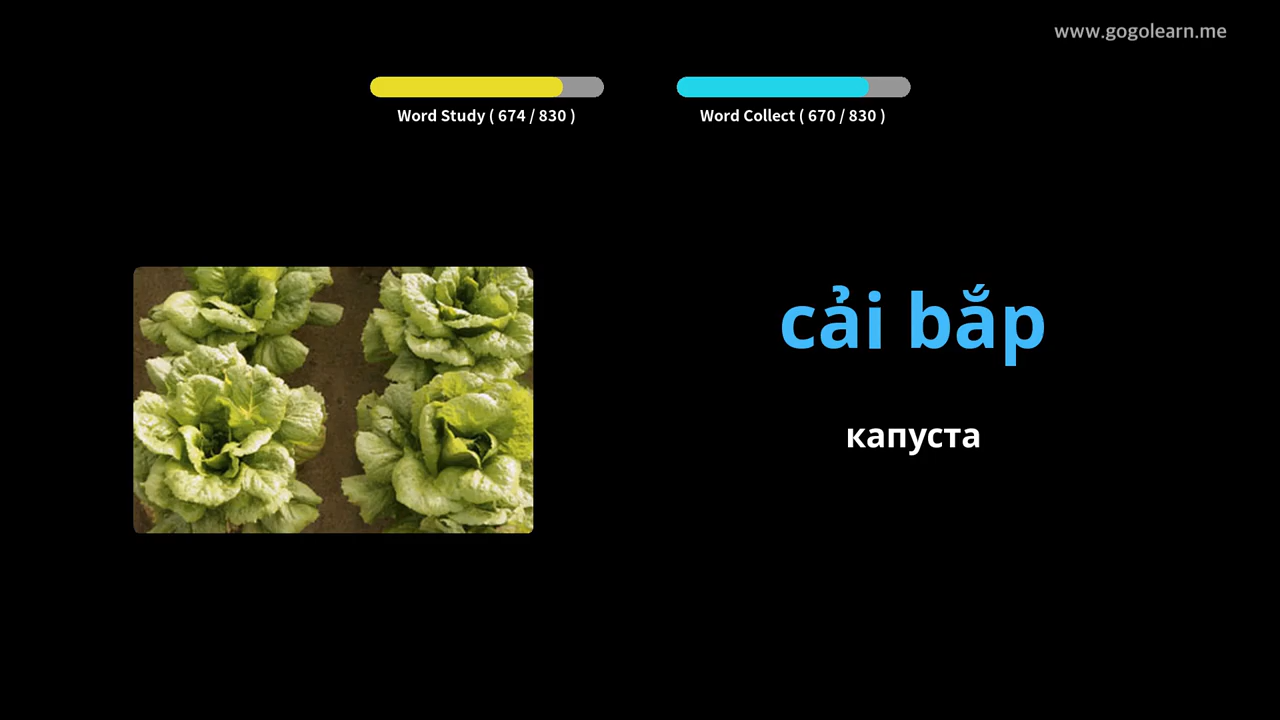 www.gogolearn.me
Word Study ( 674 / 830 )
Word Collect ( 670 / 830 )
cải bắp
капуста